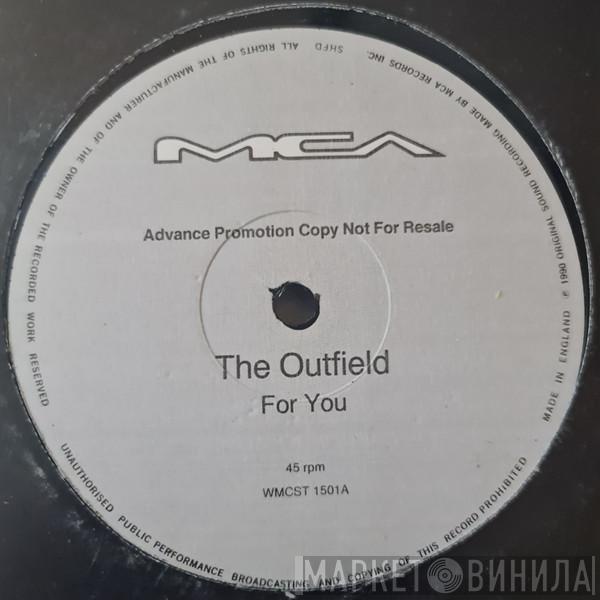 MCA
Advance Promotion Copy Not For Resale
The Outfield
For You
45 rpm
WMCST 1501A
UNAUTHORISED PUBLIC PERFORMANCE BROADCASTING AND COPYING OF THIS RECORD PROHIBITED
MADE IN ENGLAND ℗ 1990 ORIGINAL SOUND RECORDING MADE BY MCA RECORDS INC.
SHFD
ALL RIGHTS OF THE MANUFACTURER AND OF THE OWNER OF THE RECORDED WORK RESERVED
МАРКЕТ ВИНИЛА